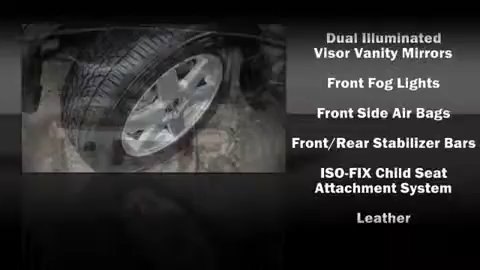 Dual Illuminated
Visor Vanity Mirrors
Front Fog Lights
Front Side Air Bags
Front/Rear Stabilizer Bars
ISO-FIX Child Seat
Attachment System
Leather